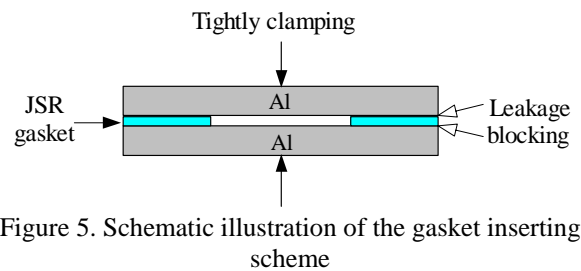 Tightly clamping
Al
JSR
gasket
Leakage
blocking
Al
Figure 5. Schematic illustration of the gasket inserting
scheme